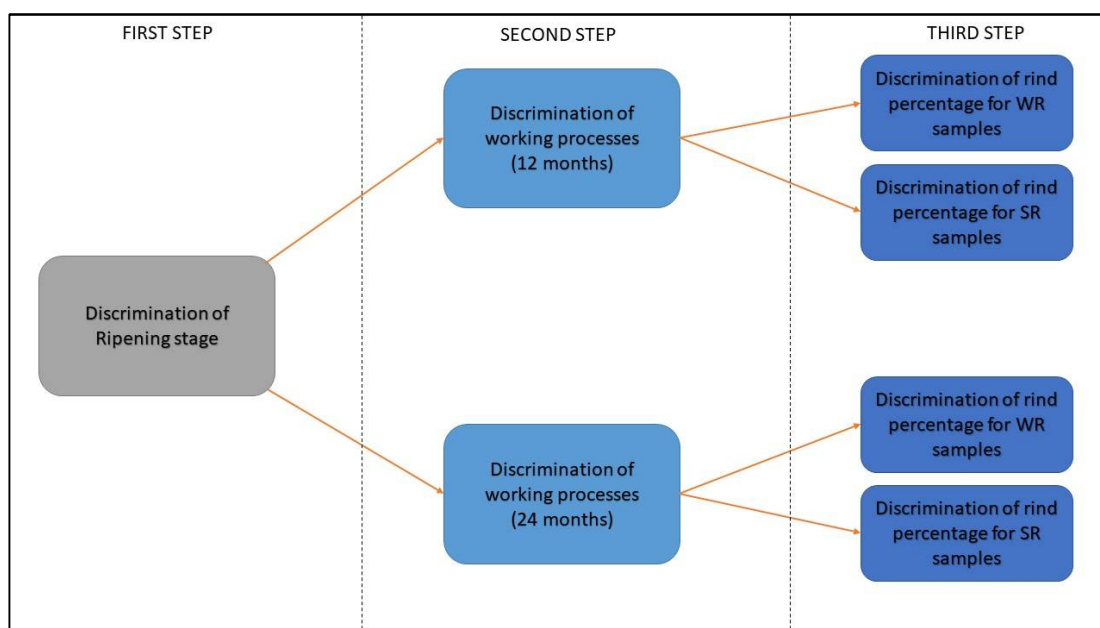 FIRST STEP
SECOND STEP
THIRD STEP
Discrimination of
Ripening stage
Discrimination of
working processes
(12 months)
Discrimination of
working processes
(24 months)
Discrimination of rind
percentage for WR
samples
Discrimination of rind
percentage for SR
samples
Discrimination of rind
percentage for WR
samples
Discrimination of rind
percentage for SR
samples